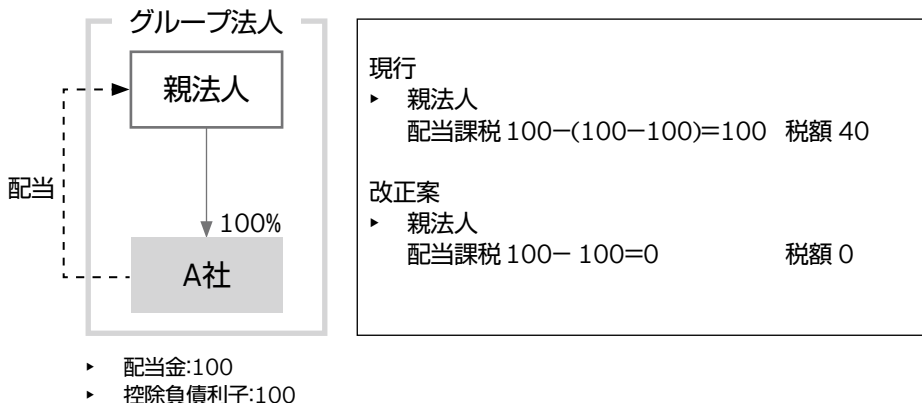 グループ法人
親法人
配当
100%
A社
▸ 配当金:100
▸ 控除負債利子:100
現行
▸ 親法人
配当課税 100−(100−100)=100 税額 40
改正案
▸ 親法人
配当課税 100− 100=0 税額 0